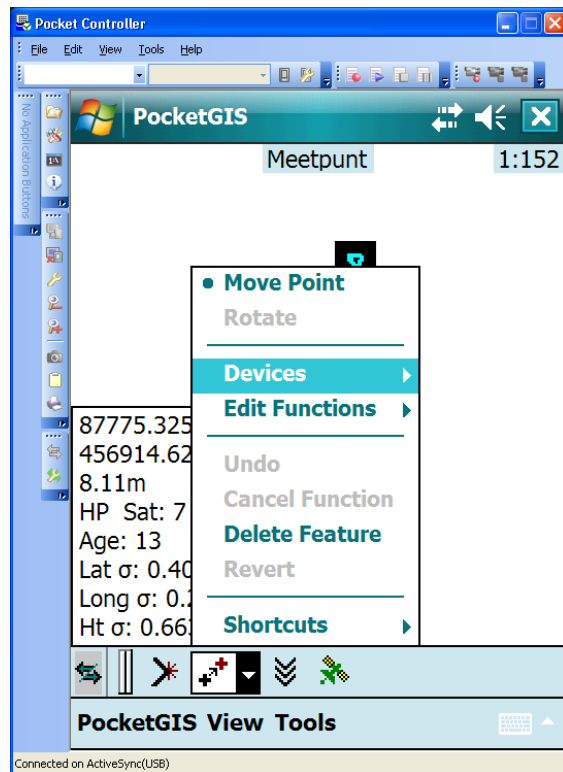 Pocket Controller
File Edit View Tools Help
No Application Buttons
PocketGIS
Meetpunt
1:152
Move Point
Rotate
Devices
Edit Functions
Undo
Cancel Function
Delete Feature
Revert
Shortcuts
87775.325
456914.62
8.11m
HP Sat: 7
Age: 13
Lat σ: 0.40
Long σ: 0.2
Ht σ: 0.663
PocketGIS View Tools
Connected on ActiveSync(USB)